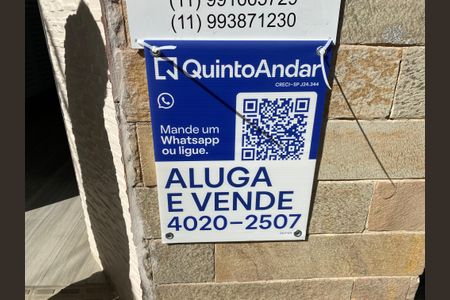 (11) 993871230
QuintoAndar
CRECI-SP J24.344
Mande um
Whatsapp
ou ligue.
ALUGA
E VENDE
4020-2507